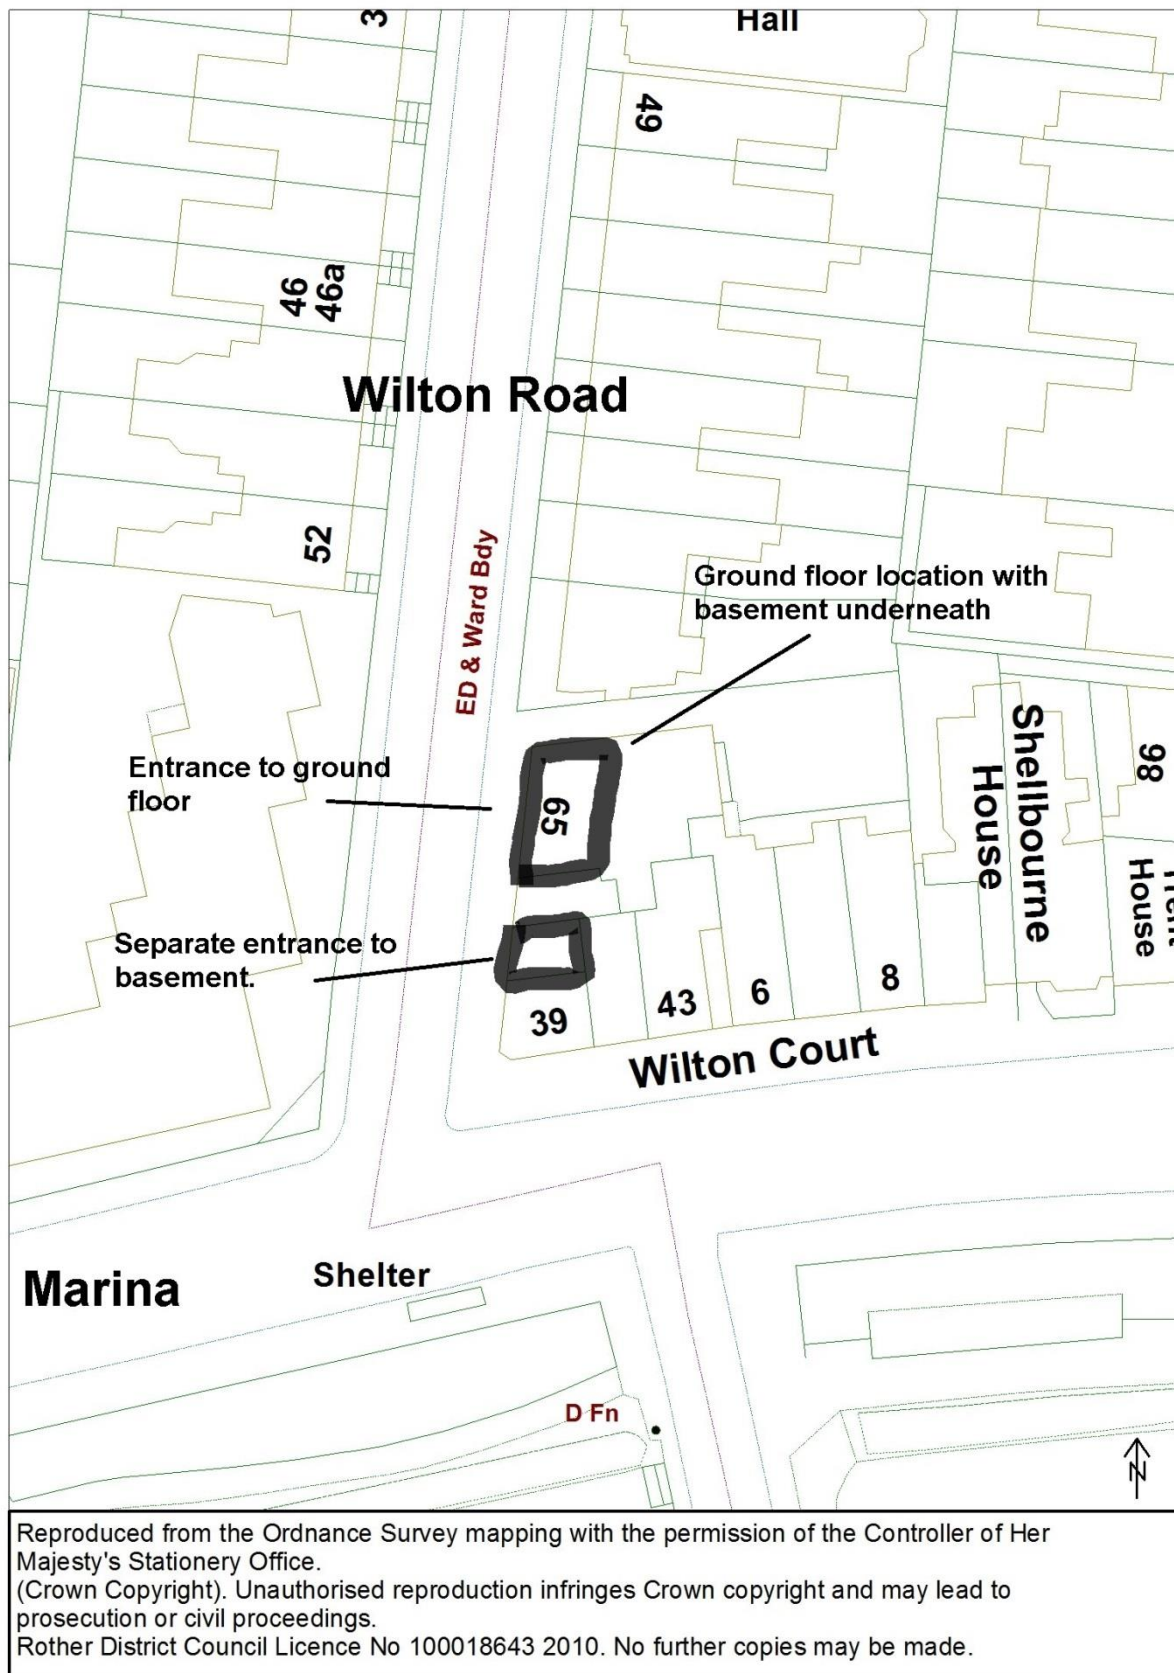 3
Hall
49
46
46a
Wilton Road
52
ED & Ward Bdy
Ground floor location with
basement underneath
Entrance to ground
floor
65
Shellbourne
House
98
House
Separate entrance to
basement.
39
43
6
8
Wilton Court
Marina
Shelter
D Fn
N
Reproduced from the Ordnance Survey mapping with the permission of the Controller of Her
Majesty's Stationery Office.
(Crown Copyright). Unauthorised reproduction infringes Crown copyright and may lead to
prosecution or civil proceedings.
Rother District Council Licence No 100018643 2010. No further copies may be made.